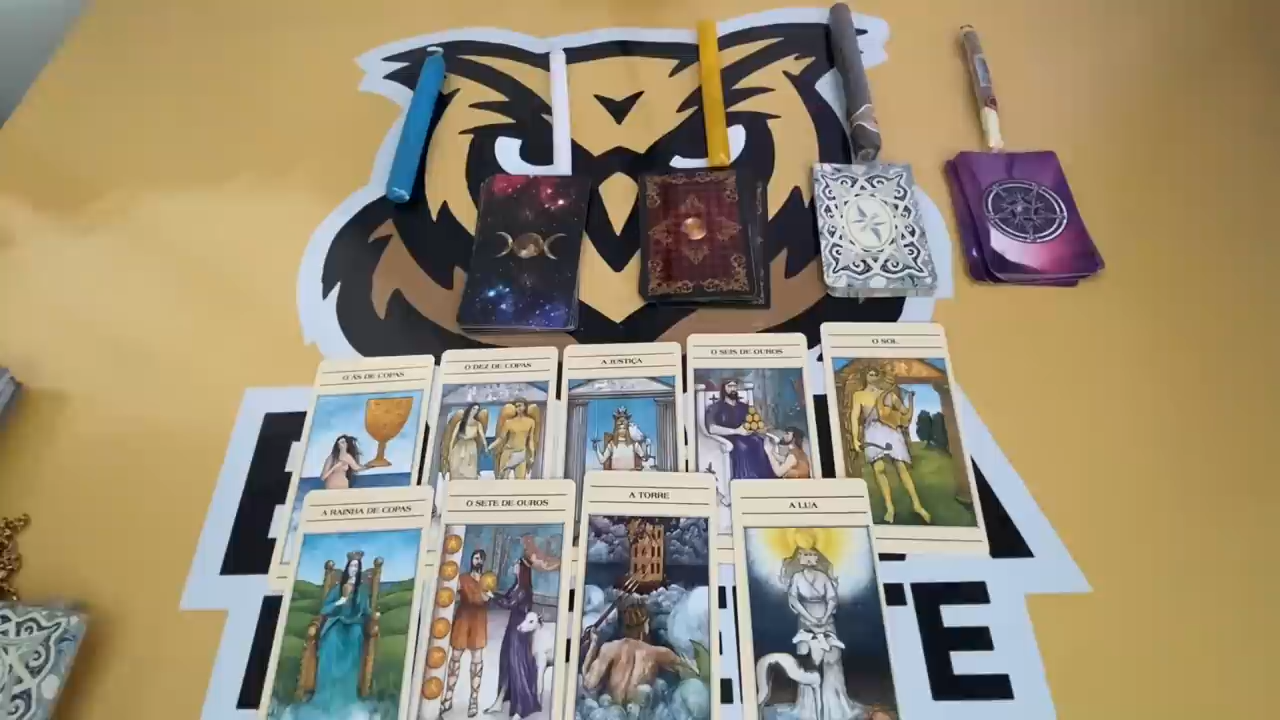 O ÁS DE COPAS
O DEZ DE COPAS
A JUSTIÇA
O SEIS DE OUROS
O SOL
A RAINHA DE COPAS
O SETE DE OUROS
A TORRE
A LUA